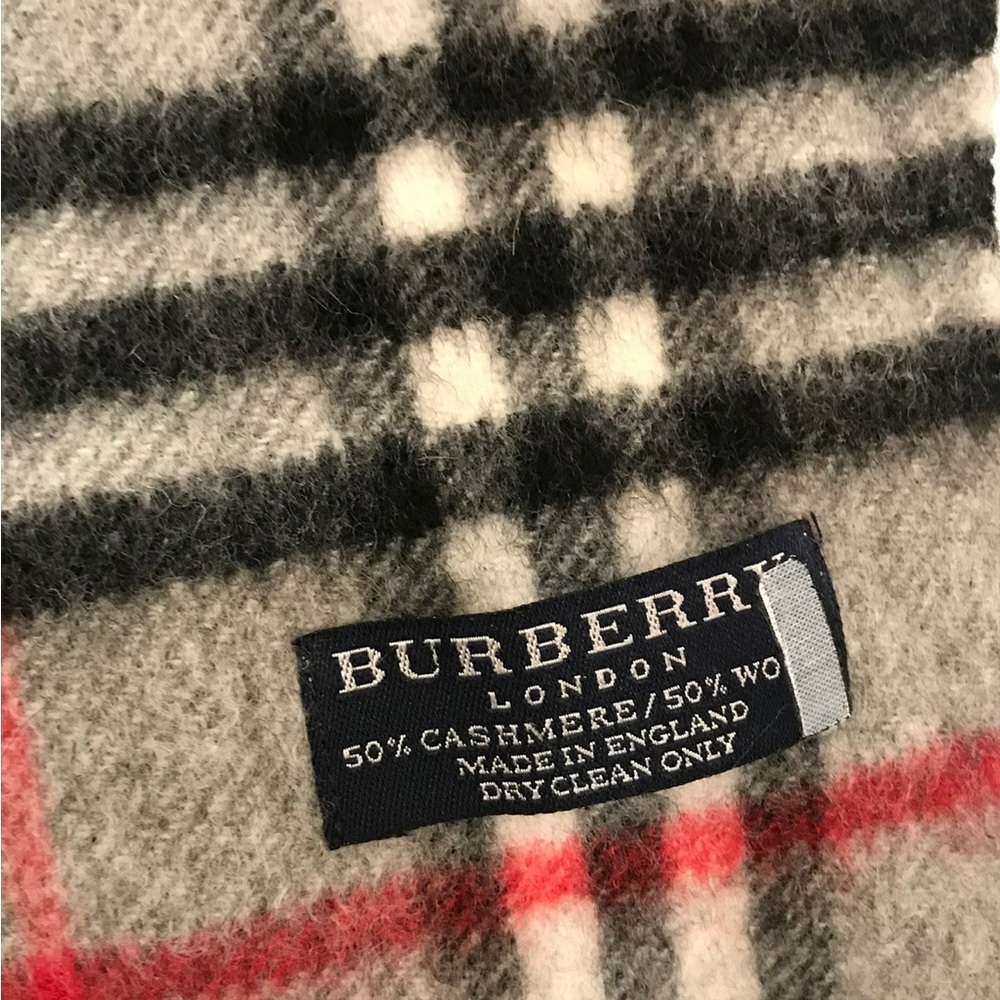 BURBERRY
LONDON
50% CASHMERE/50% WO
MADE IN ENGLAND
DRY CLEAN ONLY